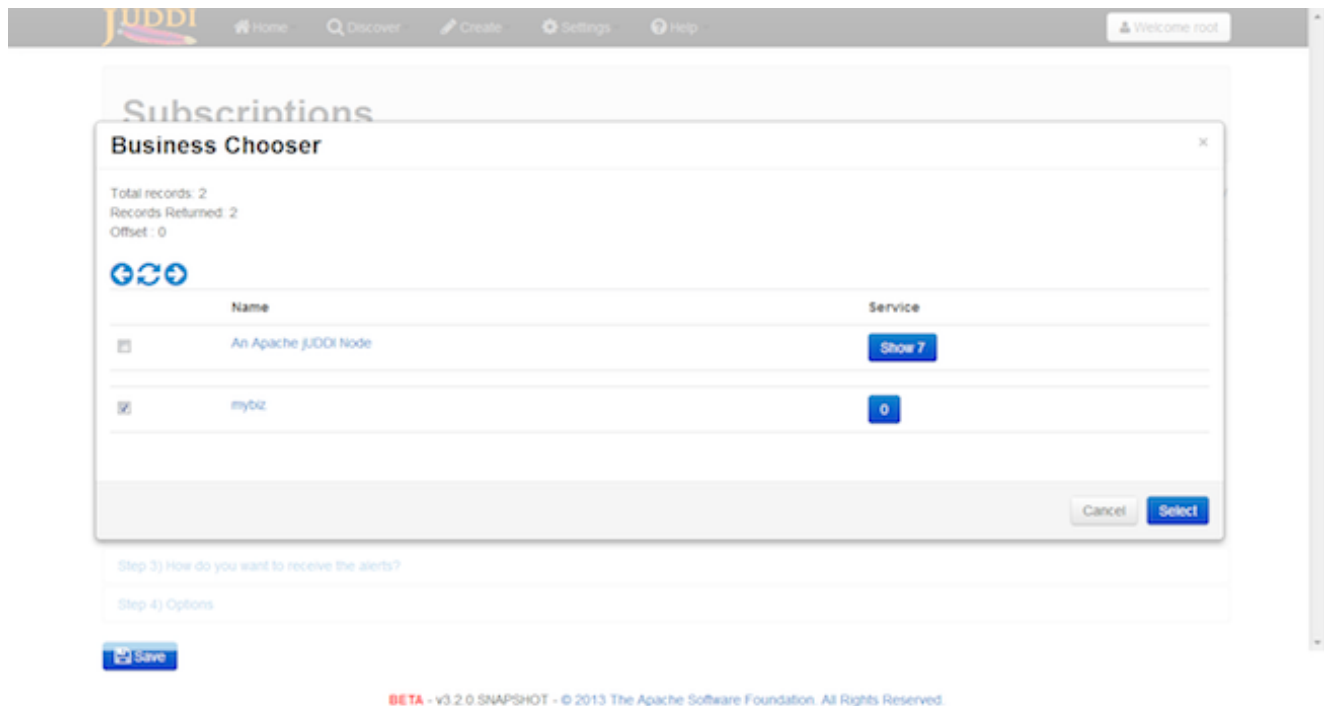 JUDDI Home Discover Create Settings Help Welcome root
Subscriptions
Business Chooser ×
Total records: 2
Records Returned: 2
Offset : 0
Name Service
An Apache jUDDI Node Show 7
mybiz 0
Cancel Select
Step 3) How do you want to receive the alerts?
Step 4) Options
Save
BETA - v3.2.0.SNAPSHOT - © 2013 The Apache Software Foundation. All Rights Reserved.